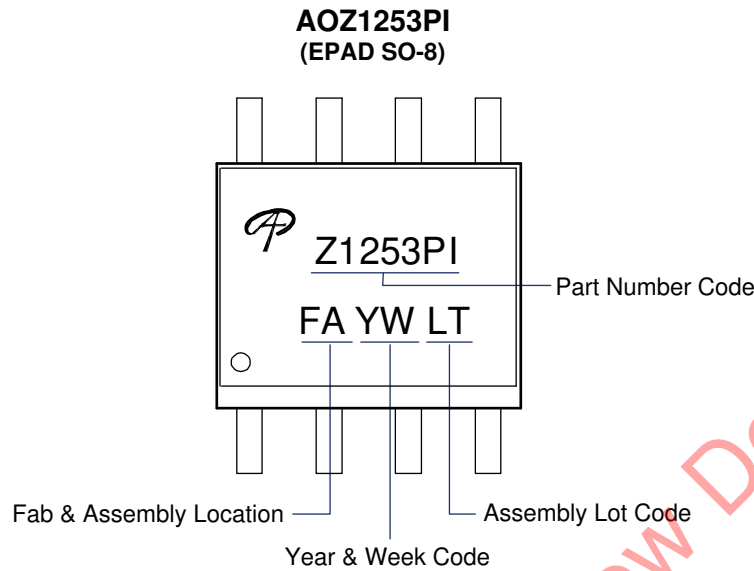 AOZ1253PI
(EPAD SO-8)
Z1253PI
Part Number Code
FA YW LT
Fab & Assembly Location
Assembly Lot Code
Year & Week Code